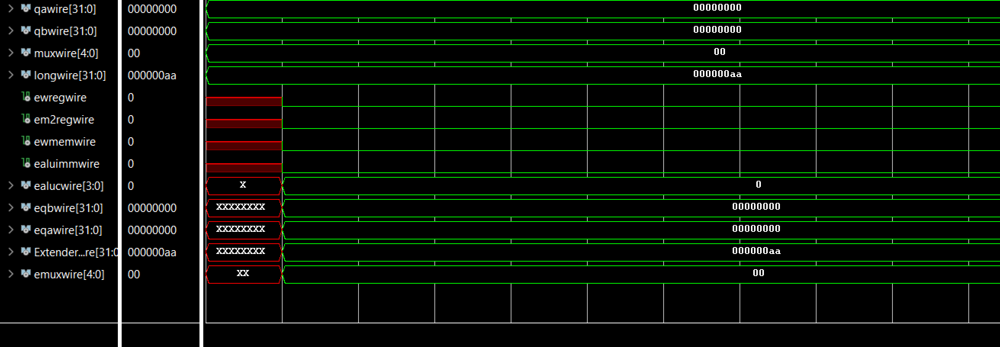 qawire[31:0] 00000000 00000000
qbwire[31:0] 00000000 00000000
muxwire[4:0] 00 00
longwire[31:0] 000000aa 000000aa
ewregwire 0
em2regwire 0
ewmemwire 0
ealuimmwire 0
ealucwire[3:0] 0 X 0
eqbwire[31:0] 00000000 XXXXXXXX 00000000
eqawire[31:0] 00000000 XXXXXXXX 00000000
Extender...re[31:0 000000aa XXXXXXXX 000000aa
emuxwire[4:0] 00 XX 00